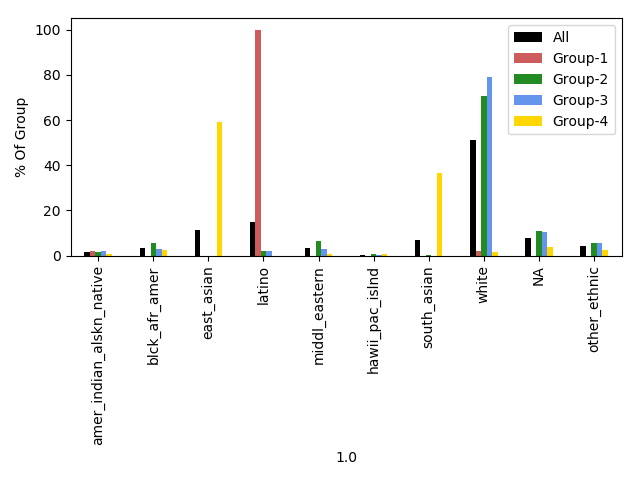 100
80
60
40
20
0
% Of Group
All
Group-1
Group-2
Group-3
Group-4
amer_indian_alskn_native
blck_afr_amer
east_asian
latino
middl_eastern
hawii_pac_islnd
south_asian
white
NA
other_ethnic
1.0